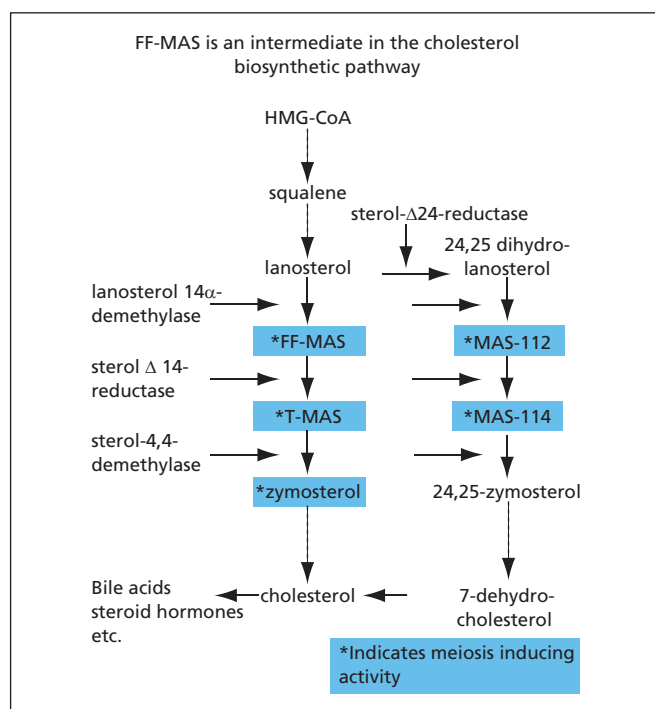 FF-MAS is an intermediate in the cholesterol
biosynthetic pathway
HMG-CoA
squalene
sterol-Δ24-reductase
lanosterol
24,25 dihydro-
lanosterol
lanosterol 14α-
demethylase
*FF-MAS
*MAS-112
sterol Δ 14-
reductase
*T-MAS
*MAS-114
sterol-4,4-
demethylase
*zymosterol
24,25-zymosterol
Bile acids
steroid hormones
etc.
cholesterol
7-dehydro-
cholesterol
*Indicates meiosis inducing
activity